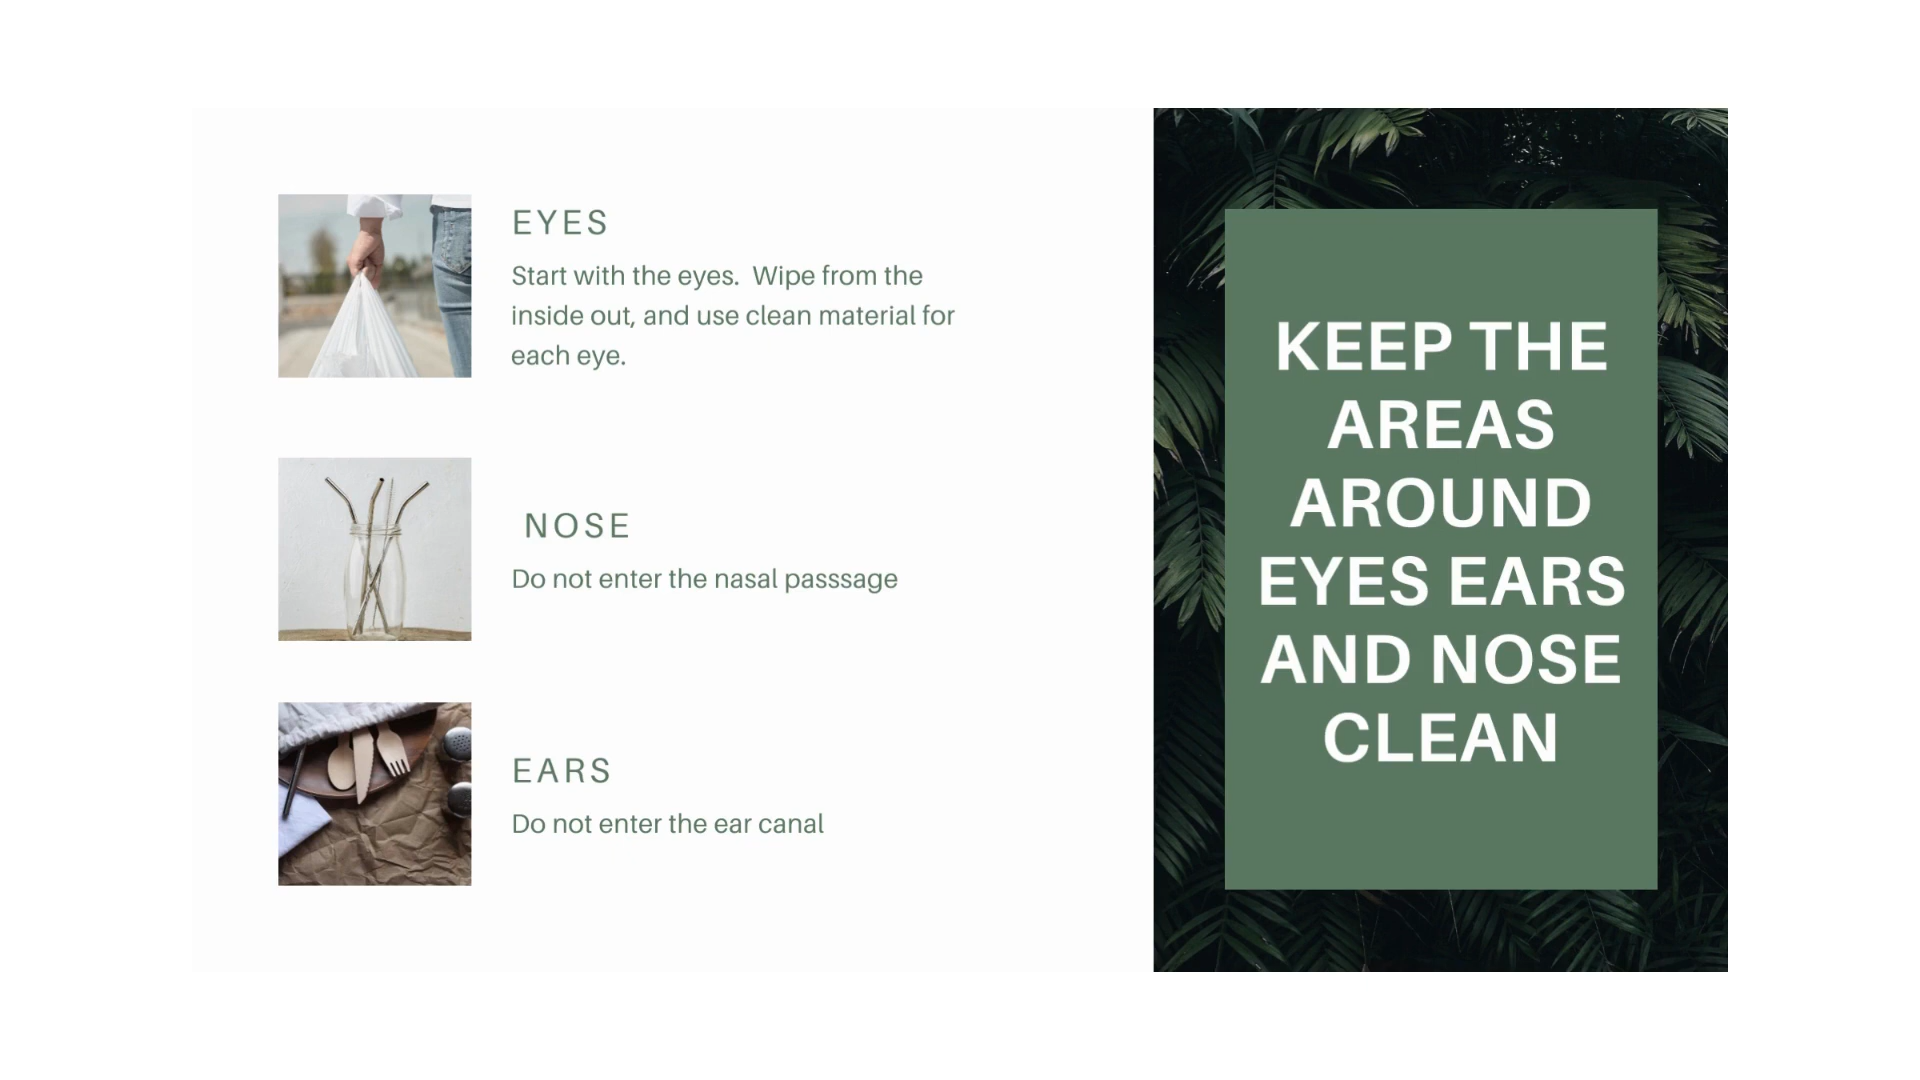 EYES
Start with the eyes.  Wipe from the
inside out, and use clean material for
each eye.
NOSE
Do not enter the nasal passsage
EARS
Do not enter the ear canal
KEEP THE
AREAS
AROUND
EYES EARS
AND NOSE
CLEAN